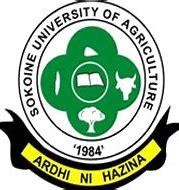 SOKOINE UNIVERSITY OF AGRICULTURE
'1984'
ARDHI NI HAZINA